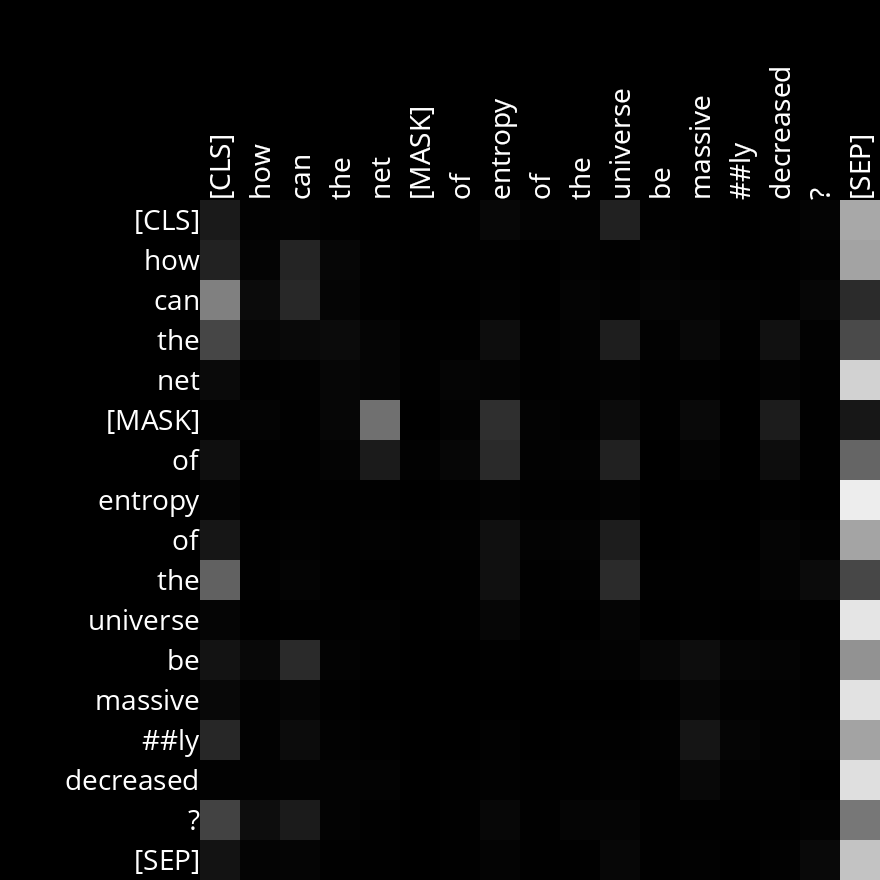 [CLS] how can the net [MASK] of entropy of the universe be massive ##ly decreased ? [SEP]
[CLS]
how
can
the
net
[MASK]
of
entropy
of
the
universe
be
massive
##ly
decreased
?
[SEP]